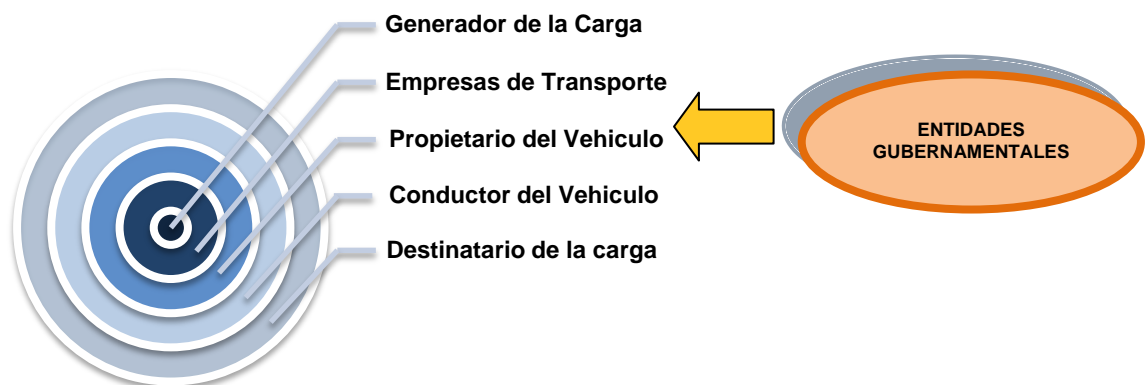 Generador de la Carga
Empresas de Transporte
Propietario del Vehiculo
Conductor del Vehiculo
Destinatario de la carga
ENTIDADES
GUBERNAMENTALES